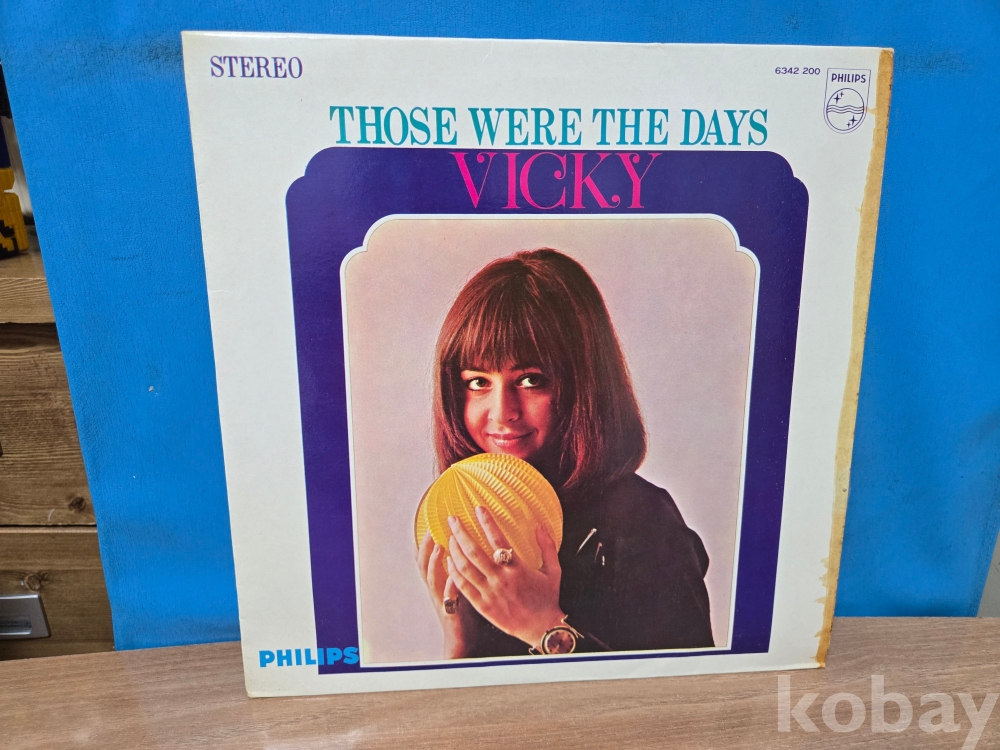 STEREO
6342 200
PHILIPS
THOSE WERE THE DAYS
VICKY
PHILIPS
kobay